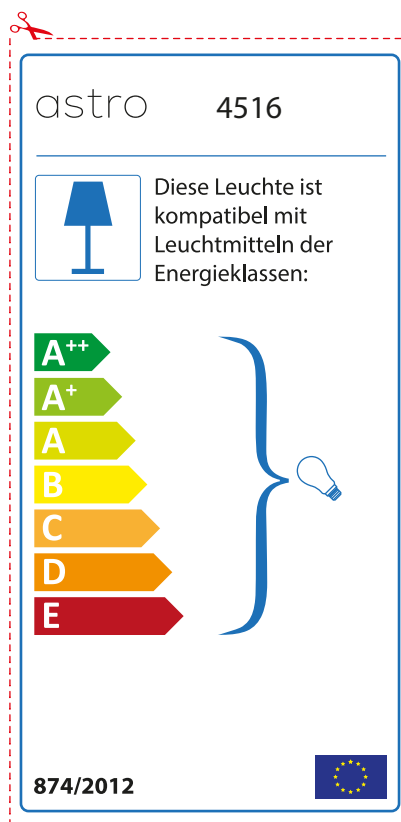 astro 4516
Diese Leuchte ist
kompatibel mit
Leuchtmitteln der
Energieklassen:
A++
A+
A
B
C
D
E
874/2012